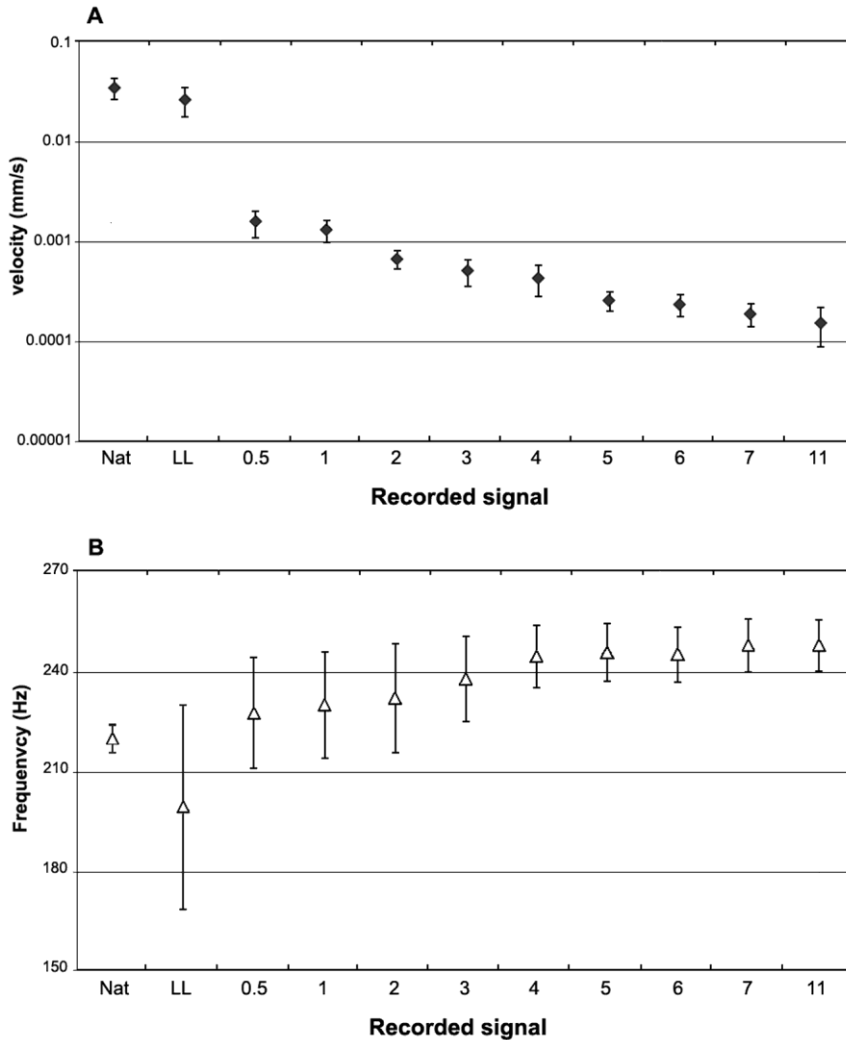 A
0.1
0.01
0.001
0.0001
0.00001
velocity (mm/s)
Nat LL 0.5 1 2 3 4 5 6 7 11
Recorded signal
B
270
240
210
180
150
Frequenvcy (Hz)
Nat LL 0.5 1 2 3 4 5 6 7 11
Recorded signal